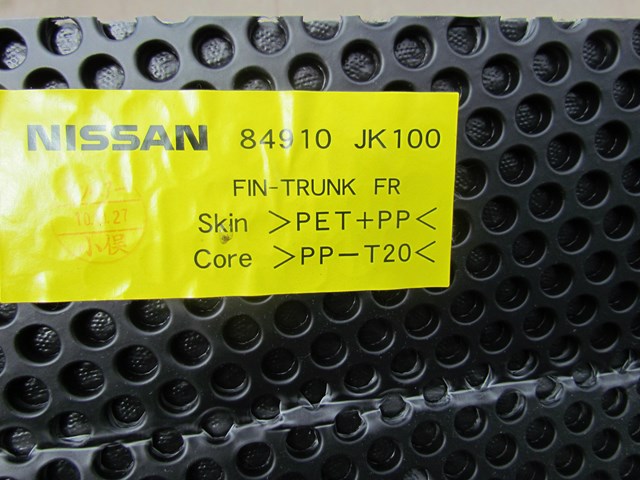 NISSAN 84910 JK100
FIN-TRUNK FR
Skin >PET+PP<
Core >PP-T20<